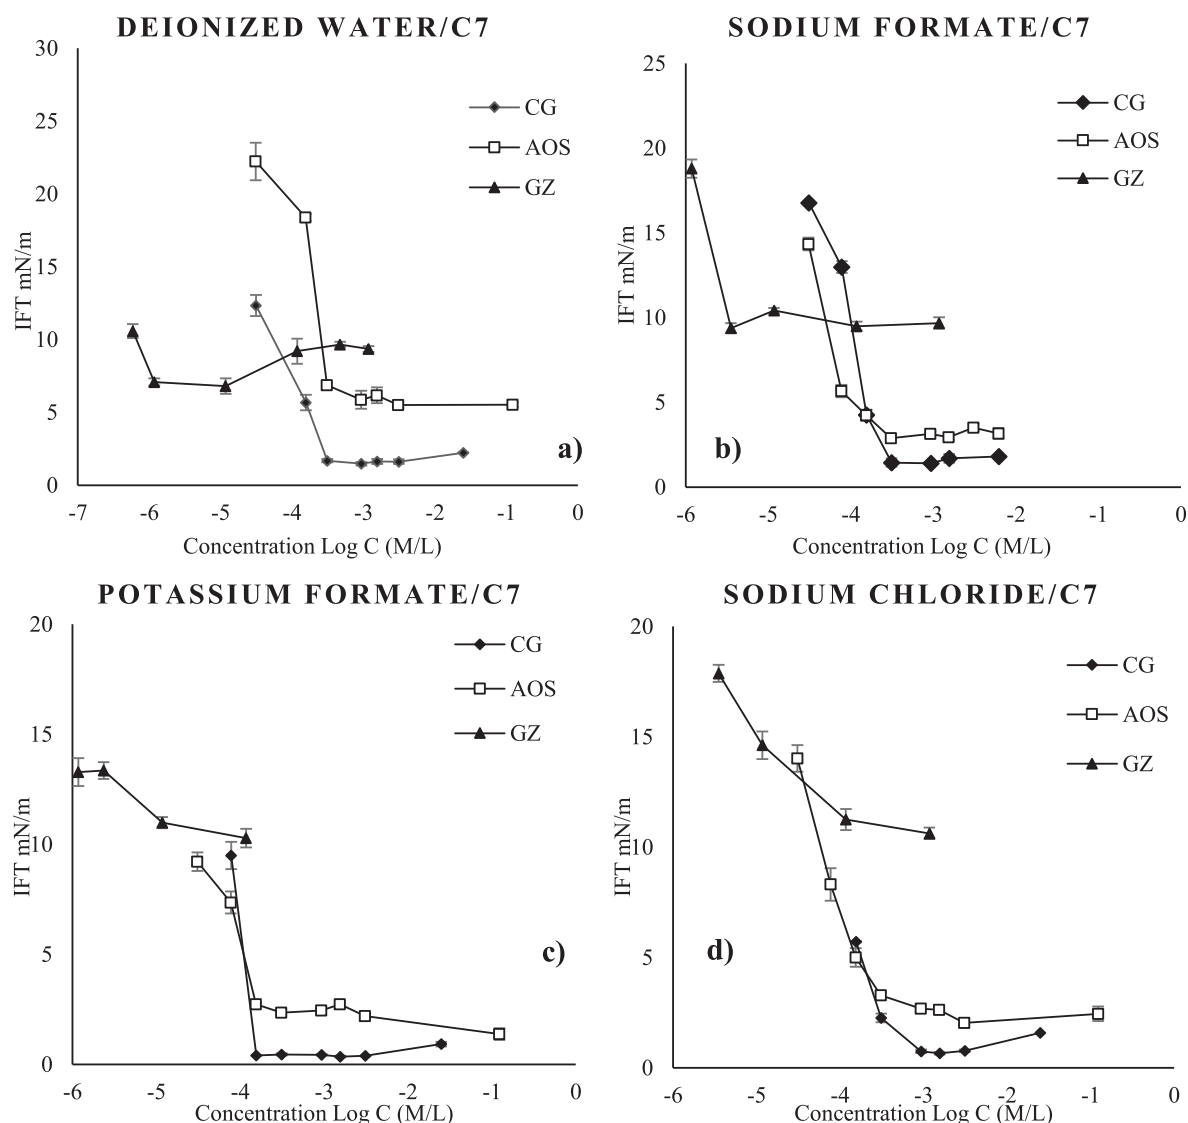 DEIONIZED WATER/C7
30
25
20
15
10
5
0
IFT mN/m
CG
AOS
GZ
a)
-7 -6 -5 -4 -3 -2 -1 0
Concentration Log C (M/L)
SODIUM FORMATE/C7
25
20
15
10
5
0
IFT mN/m
CG
AOS
GZ
b)
-6 -5 -4 -3 -2 -1 0
Concentration Log C (M/L)
POTASSIUM FORMATE/C7
20
15
10
5
0
IFT mN/m
CG
AOS
GZ
c)
-6 -5 -4 -3 -2 -1 0
Concentration Log C (M/L)
SODIUM CHLORIDE/C7
20
15
10
5
0
IFT mN/m
CG
AOS
GZ
d)
-6 -5 -4 -3 -2 -1 0
Concentration Log C (M/L)